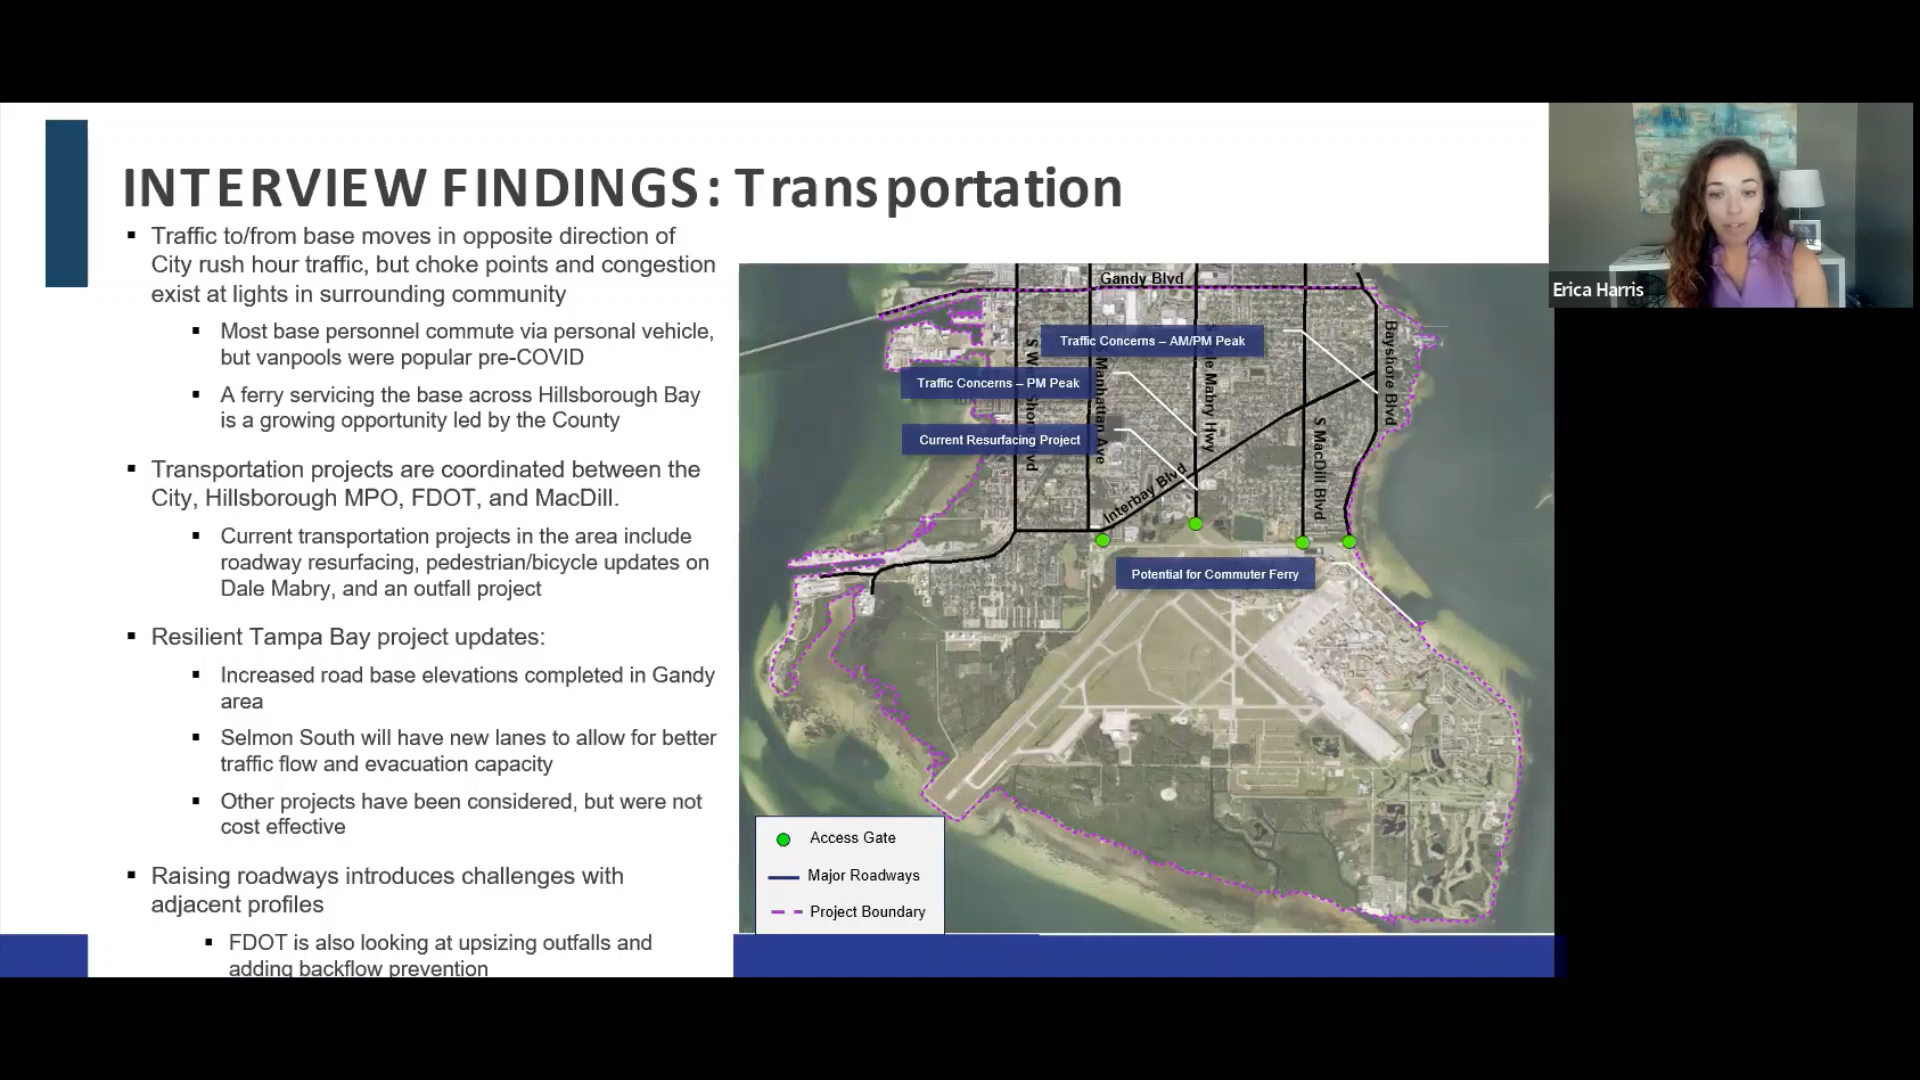 INTERVIEW FINDINGS: Transportation
▪ Traffic to/from base moves in opposite direction of
City rush hour traffic, but choke points and congestion
exist at lights in surrounding community
▪ Most base personnel commute via personal vehicle,
but vanpools were popular pre-COVID
▪ A ferry servicing the base across Hillsborough Bay
is a growing opportunity led by the County
▪ Transportation projects are coordinated between the
City, Hillsborough MPO, FDOT, and MacDill.
▪ Current transportation projects in the area include
roadway resurfacing, pedestrian/bicycle updates on
Dale Mabry, and an outfall project
▪ Resilient Tampa Bay project updates:
▪ Increased road base elevations completed in Gandy
area
▪ Selmon South will have new lanes to allow for better
traffic flow and evacuation capacity
▪ Other projects have been considered, but were not
cost effective
▪ Raising roadways introduces challenges with
adjacent profiles
▪ FDOT is also looking at upsizing outfalls and
adding backflow prevention
Gandy Blvd
Traffic Concerns – AM/PM Peak
Traffic Concerns – PM Peak
Current Resurfacing Project
Manhattan Ave
Mabry Hwy
Bayshore Blvd
S MacDill Blvd
Interbay Blvd
Potential for Commuter Ferry
Access Gate
Major Roadways
Project Boundary
Erica Harris